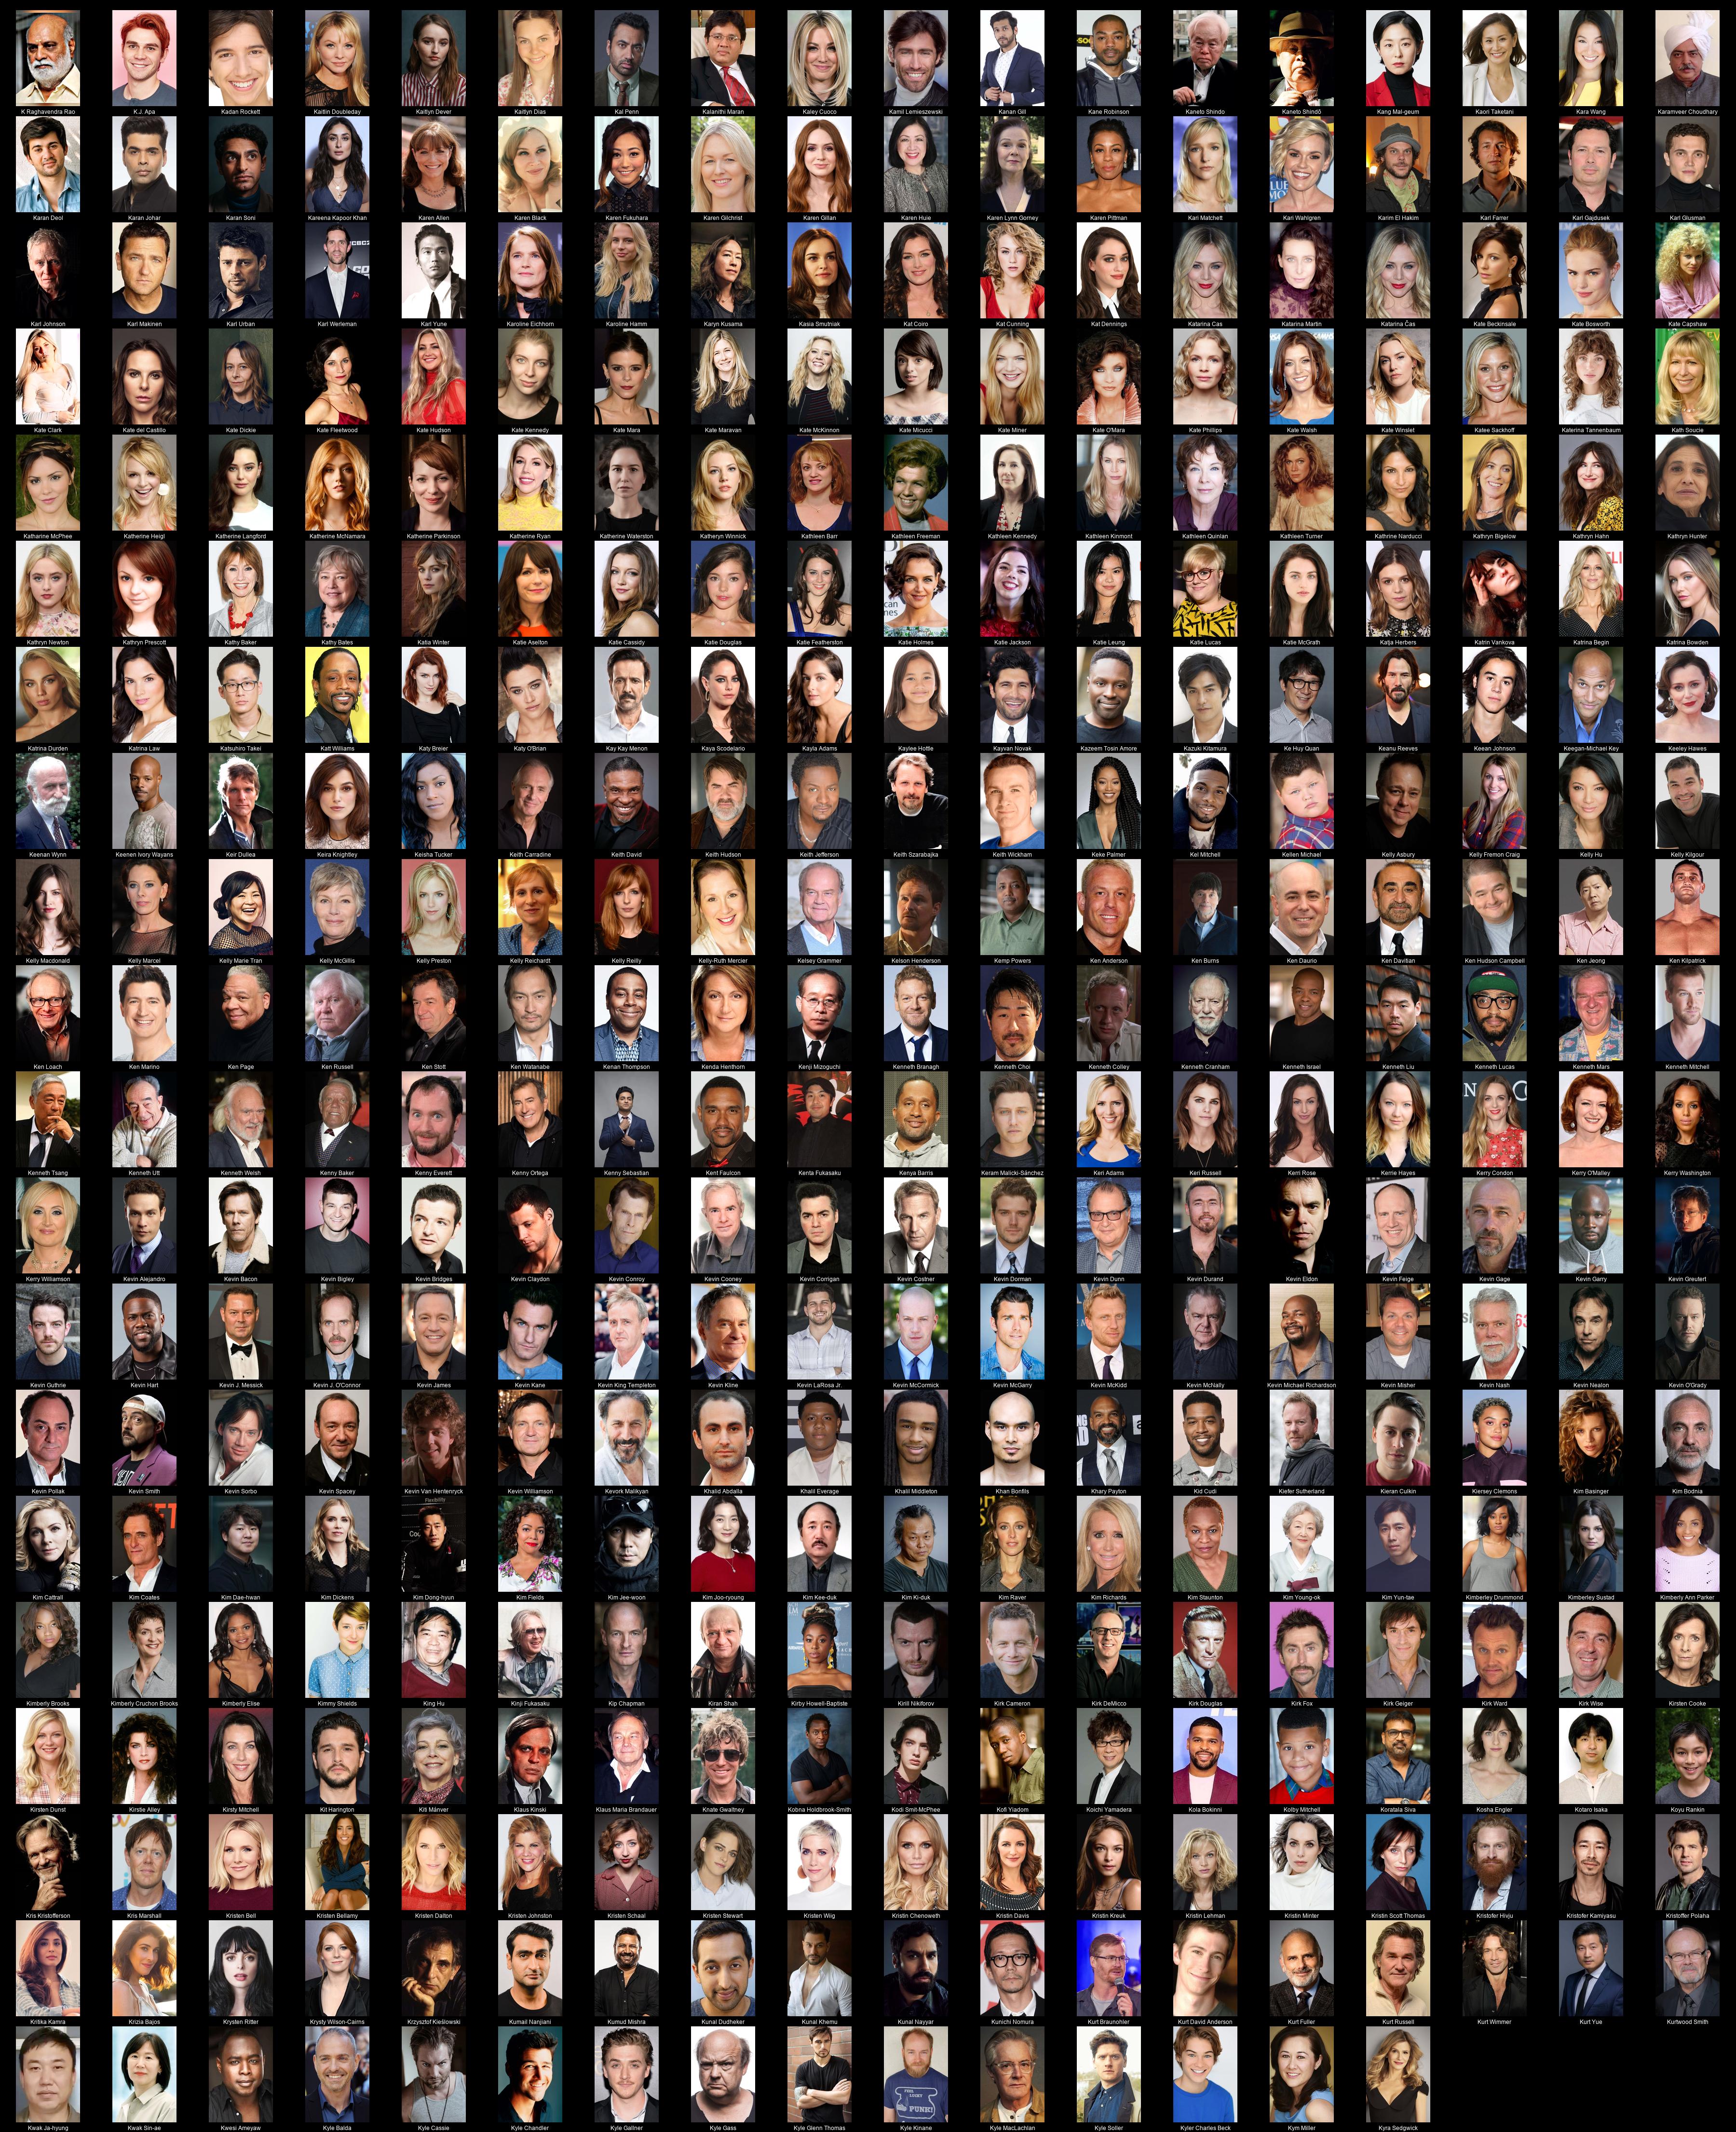 K Raghavendra Rao K.J. Apa Kadan Rockett Kaitlin Doubleday Kaitlyn Dever Kaitlyn Dias Kal Penn Kalanithi Maran Kaley Cuoco Kamil Lemieszewski Kanan Gill Kane Robinson Kaneto Shindo Kaneto Shindô Kang Mal-geum Kaori Taketani Kara Wang Karamveer Choudhary
Karan Deol Karan Johar Karan Soni Kareena Kapoor Khan Karen Allen Karen Black Karen Fukuhara Karen Gilchrist Karen Gillan Karen Huie Karen Lynn Gorney Karen Pittman Kari Matchett Kari Wahlgren Karim El Hakim Karl Farrer Karl Gajdusek Karl Glusman
Karl Johnson Karl Makinen Karl Urban Karl Werleman Karl Yune Karoline Eichhorn Karoline Hamm Karyn Kusama Kasia Smutniak Kat Coiro Kat Cunning Kat Dennings Katarina Cas Katarina Martin Katarina Čas Kate Beckinsale Kate Bosworth Kate Capshaw
Kate Clark Kate del Castillo Kate Dickie Kate Fleetwood Kate Hudson Kate Kennedy Kate Mara Kate Maravan Kate McKinnon Kate Micucci Kate Miner Kate O'Mara Kate Phillips Kate Walsh Kate Winslet Katee Sackhoff Katerina Tannenbaum Kath Soucie
Katharine McPhee Katherine Heigl Katherine Langford Katherine McNamara Katherine Parkinson Katherine Ryan Katherine Waterston Katheryn Winnick Kathleen Barr Kathleen Freeman Kathleen Kennedy Kathleen Kinmont Kathleen Quinlan Kathleen Turner Kathrine Narducci Kathryn Bigelow Kathryn Hahn Kathryn Hunter
Kathryn Newton Kathryn Prescott Kathy Baker Kathy Bates Katia Winter Katie Aselton Katie Cassidy Katie Douglas Katie Featherston Katie Holmes Katie Jackson Katie Leung Katie Lucas Katie McGrath Katja Herbers Katrin Vankova Katrina Begin Katrina Bowden
Katrina Durden Katrina Law Katsuhiro Takei Katt Williams Katy Breier Katy O'Brian Kay Kay Menon Kaya Scodelario Kayla Adams Kaylee Hottle Kayvan Novak Kazeem Tosin Amore Kazuki Kitamura Ke Huy Quan Keanu Reeves Keean Johnson Keegan-Michael Key Keeley Hawes
Keenan Wynn Keenen Ivory Wayans Keir Dullea Keira Knightley Keisha Tucker Keith Carradine Keith David Keith Hudson Keith Jefferson Keith Szarabajka Keith Wickham Keke Palmer Kel Mitchell Kellen Michael Kelly Asbury Kelly Fremon Craig Kelly Hu Kelly Kilgour
Kelly Macdonald Kelly Marcel Kelly Marie Tran Kelly McGillis Kelly Preston Kelly Reichardt Kelly Reilly Kelly-Ruth Mercier Kelsey Grammer Kelson Henderson Kemp Powers Ken Anderson Ken Burns Ken Daurio Ken Davitian Ken Hudson Campbell Ken Jeong Ken Kilpatrick
Ken Loach Ken Marino Ken Page Ken Russell Ken Stott Ken Watanabe Kenan Thompson Kenda Henthorn Kenji Mizoguchi Kenneth Branagh Kenneth Choi Kenneth Colley Kenneth Cranham Kenneth Israel Kenneth Liu Kenneth Lucas Kenneth Mars Kenneth Mitchell
Kenneth Tsang Kenneth Utt Kenneth Welsh Kenny Baker Kenny Everett Kenny Ortega Kenny Sebastian Kent Faulcon Kenta Fukasaku Kenya Barris Keram Malicki-Sánchez Keri Adams Keri Russell Kerri Rose Kerrie Hayes Kerry Condon Kerry O'Malley Kerry Washington
Kerry Williamson Kevin Alejandro Kevin Bacon Kevin Bigley Kevin Bridges Kevin Claydon Kevin Conroy Kevin Cooney Kevin Corrigan Kevin Costner Kevin Dorman Kevin Dunn Kevin Durand Kevin Eldon Kevin Feige Kevin Gage Kevin Garry Kevin Greutert
Kevin Guthrie Kevin Hart Kevin J. Messick Kevin J. O'Connor Kevin James Kevin Kane Kevin King Templeton Kevin Kline Kevin LaRosa Jr. Kevin McCormick Kevin McGarry Kevin McKidd Kevin McNally Kevin Michael Richardson Kevin Misher Kevin Nash Kevin Nealon Kevin O'Grady
Kevin Pollak Kevin Smith Kevin Sorbo Kevin Spacey Kevin Van Hentenryck Kevin Williamson Kevork Malikyan Khalid Abdalla Khalil Everage Khalil Middleton Khan Bonfils Khary Payton Kid Cudi Kiefer Sutherland Kieran Culkin Kiersey Clemons Kim Basinger Kim Bodnia
Kim Cattrall Kim Coates Kim Dae-hwan Kim Dickens Kim Dong-hyun Kim Fields Kim Jee-woon Kim Joo-ryoung Kim Kee-duk Kim Ki-duk Kim Raver Kim Richards Kim Staunton Kim Young-ok Kim Yun-tae Kimberley Drummond Kimberley Sustad Kimberly Ann Parker
Kimberly Brooks Kimberly Cruchon Brooks Kimberly Elise Kimmy Shields King Hu Kinji Fukasaku Kip Chapman Kiran Shah Kirby Howell-Baptiste Kirill Nikiforov Kirk Cameron Kirk DeMicco Kirk Douglas Kirk Fox Kirk Geiger Kirk Ward Kirk Wise Kirsten Cooke
Kirsten Dunst Kirstie Alley Kirsty Mitchell Kit Harington Kiti Mánver Klaus Kinski Klaus Maria Brandauer Knate Gwaltney Kobna Holdbrook-Smith Kodi Smit-McPhee Kofi Yiadom Koichi Yamadera Kola Bokinni Kolby Mitchell Koratala Siva Kosha Engler Kotaro Isaka Koyu Rankin
Kris Kristofferson Kris Marshall Kristen Bell Kristen Bellamy Kristen Dalton Kristen Johnston Kristen Schaal Kristen Stewart Kristen Wiig Kristin Chenoweth Kristin Davis Kristin Kreuk Kristin Lehman Kristin Minter Kristin Scott Thomas Kristofer Hivju Kristofer Kamiyasu Kristoffer Polaha
Kritika Kamra Krizia Bajos Krysten Ritter Krysty Wilson-Cairns Krzysztof Kieślowski Kumail Nanjiani Kumud Mishra Kunal Dudheker Kunal Khemu Kunal Nayyar Kunichi Nomura Kurt Braunohler Kurt David Anderson Kurt Fuller Kurt Russell Kurt Wimmer Kurt Yue Kurtwood Smith
Kwak Ja-hyung Kwak Sin-ae Kwesi Ameyaw Kyle Balda Kyle Cassie Kyle Chandler Kyle Gallner Kyle Gass Kyle Glenn Thomas Kyle Kinane Kyle MacLachlan Kyle Soller Kyler Charles Beck Kym Miller Kyra Sedgwick